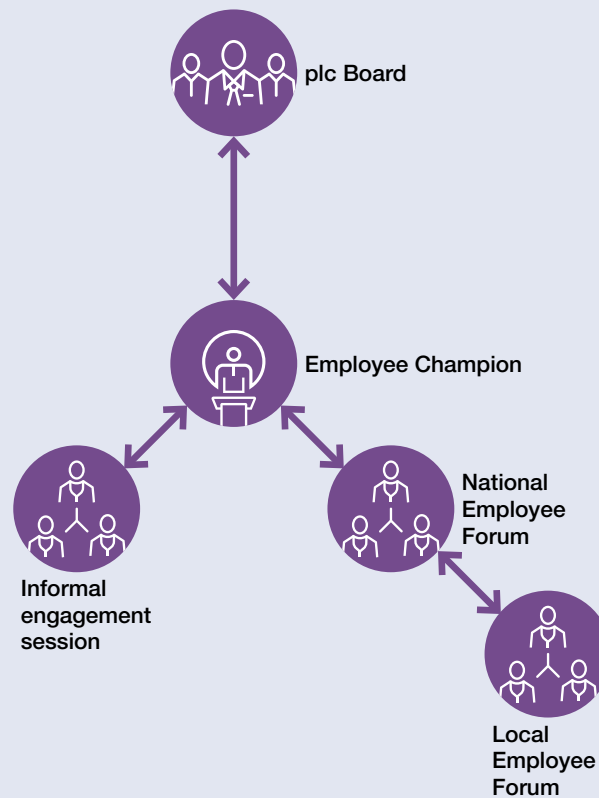 plc Board
Employee Champion
National
Employee
Forum
Informal
engagement
session
Local
Employee
Forum